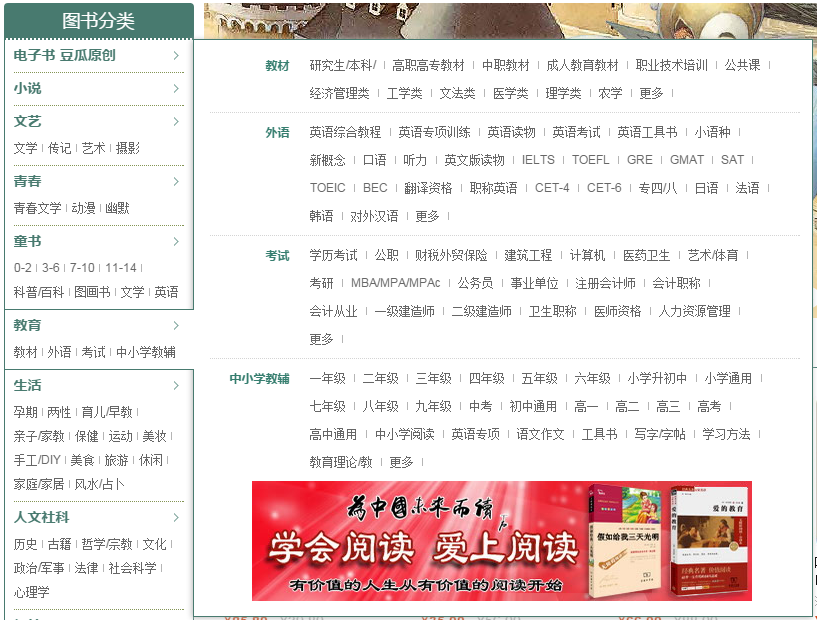 图书分类
电子书 豆瓜原创
小说
文艺
文学 传记 艺术 摄影
青春
青春文学 动漫 幽默
童书
0-2 3-6 7-10 11-14
科普/百科 图画书 文学 英语
教育
教材 外语 考试 中小学教辅
生活
孕期 两性 育儿/早教
亲子/家教 保健 运动 美妆
手工/DIY 美食 旅游 休闲
家庭/家居 风水/占卜
人文社科
历史 古籍 哲学/宗教 文化
政治/军事 法律 社会科学
心理学
教材 研究生/本科/ 高职高专教材 中职教材 成人教育教材 职业技术培训 公共课
经济管理类 工学类 文法类 医学类 理学类 农学 更多
外语 英语综合教程 英语专项训练 英语读物 英语考试 英语工具书 小语种
新概念 口语 听力 英文版读物 IELTS TOEFL GRE GMAT SAT
TOEIC BEC 翻译资格 职称英语 CET-4 CET-6 专四/八 日语 法语
韩语 对外汉语 更多
考试 学历考试 公职 财税外贸保险 建筑工程 计算机 医药卫生 艺术/体育
考研 MBA/MPA/MPAc 公务员 事业单位 注册会计师 会计职称
会计从业 一级建造师 二级建造师 卫生职称 医师资格 人力资源管理
更多
中小学教辅 一年级 二年级 三年级 四年级 五年级 六年级 小学升初中 小学通用
七年级 八年级 九年级 中考 初中通用 高一 高二 高三 高考
高中通用 中小学阅读 英语专项 语文作文 工具书 写字/字帖 学习方法
教育理论/教 更多
為中國未来而讀
学会阅读 爱上阅读
有价值的人生从有价值的阅读开始
假如给我三天光明
爱的教育